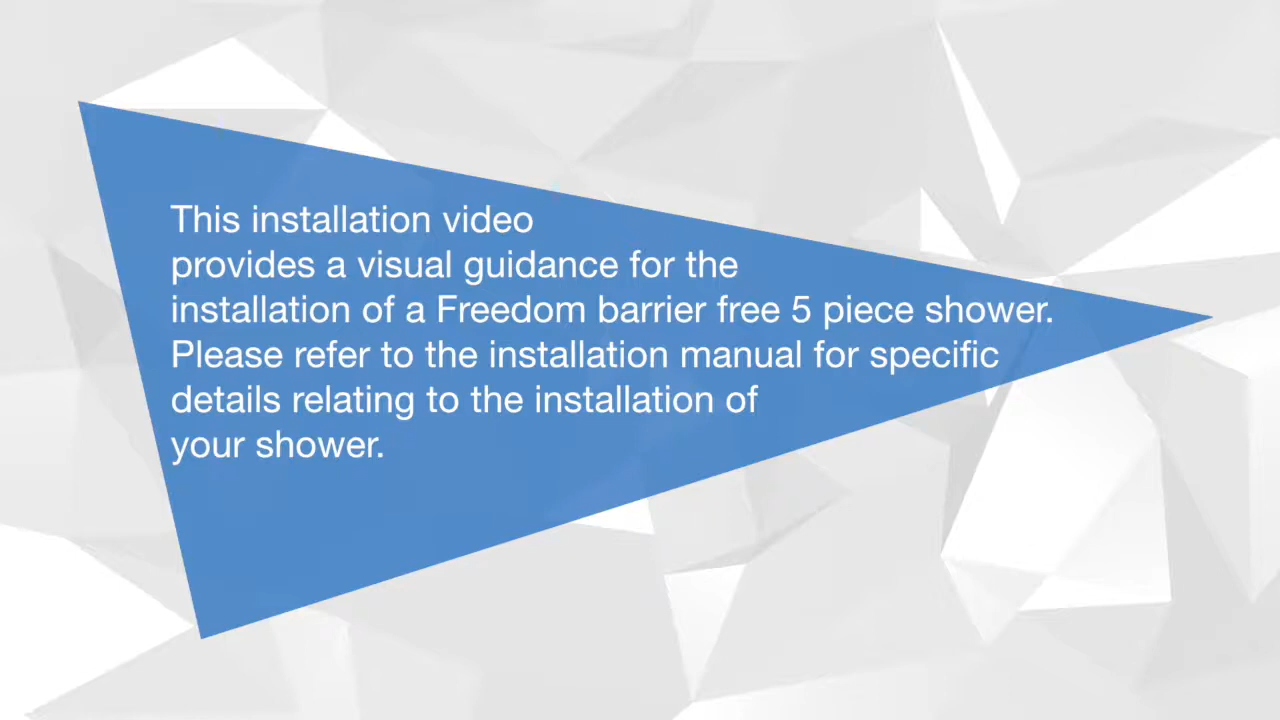 This installation video
provides a visual guidance for the
installation of a Freedom barrier free 5 piece shower.
Please refer to the installation manual for specific
details relating to the installation of
your shower.